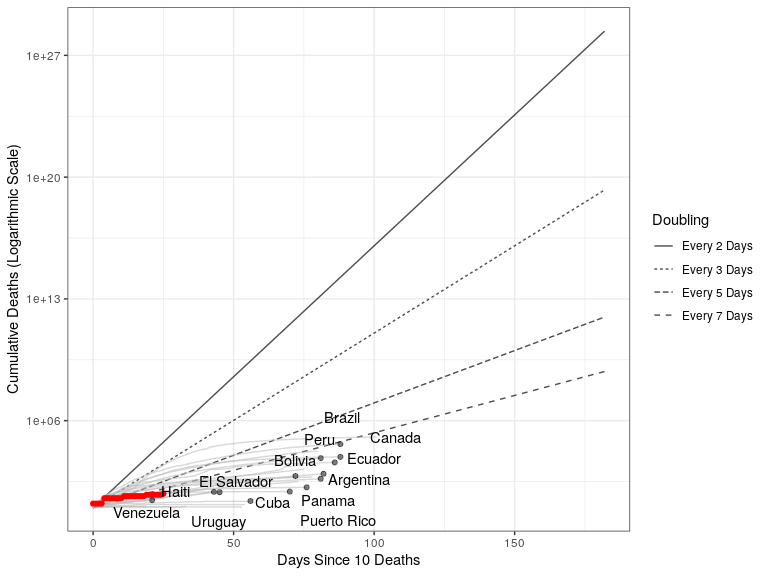 1e+27
1e+20
1e+13
1e+06
Cumulative Deaths (Logarithmic Scale)
Brazil
Peru
Canada
Bolivia
Ecuador
El Salvador
Argentina
Haiti
Cuba
Panama
Venezuela
Uruguay
Puerto Rico
0
50
100
150
Days Since 10 Deaths
Doubling
Every 2 Days
Every 3 Days
Every 5 Days
Every 7 Days